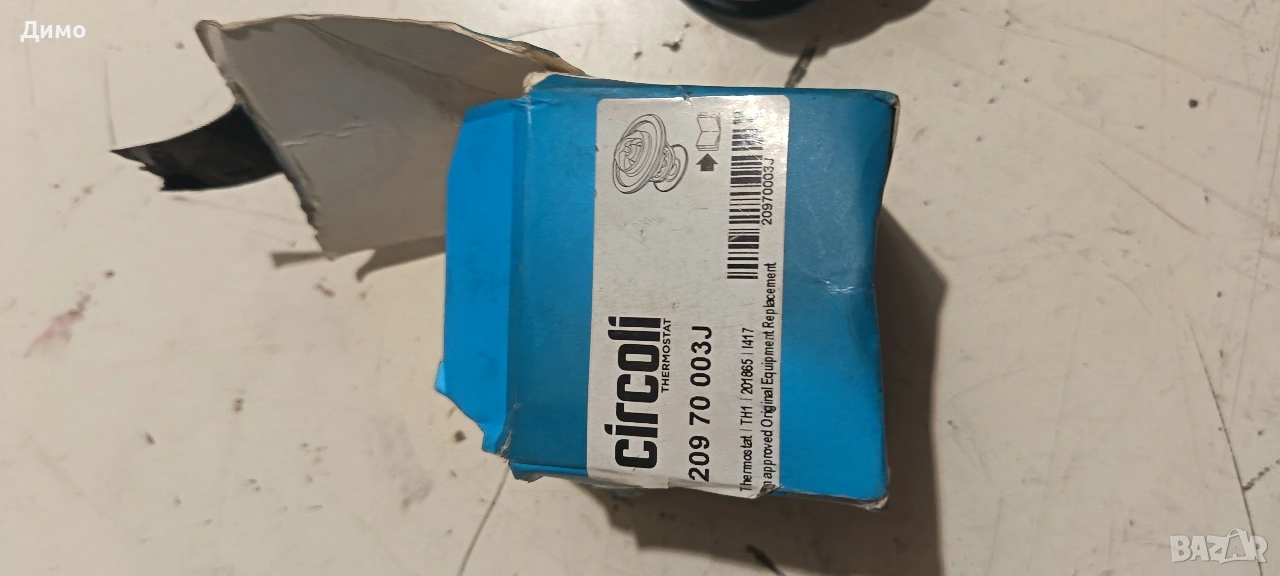 Димо
circoli
THERMOSTAT
209 70 003J
Thermostat | TH1 | 201865 | I417
n approved Original Equipment Replacement
20970003J
BAZAR